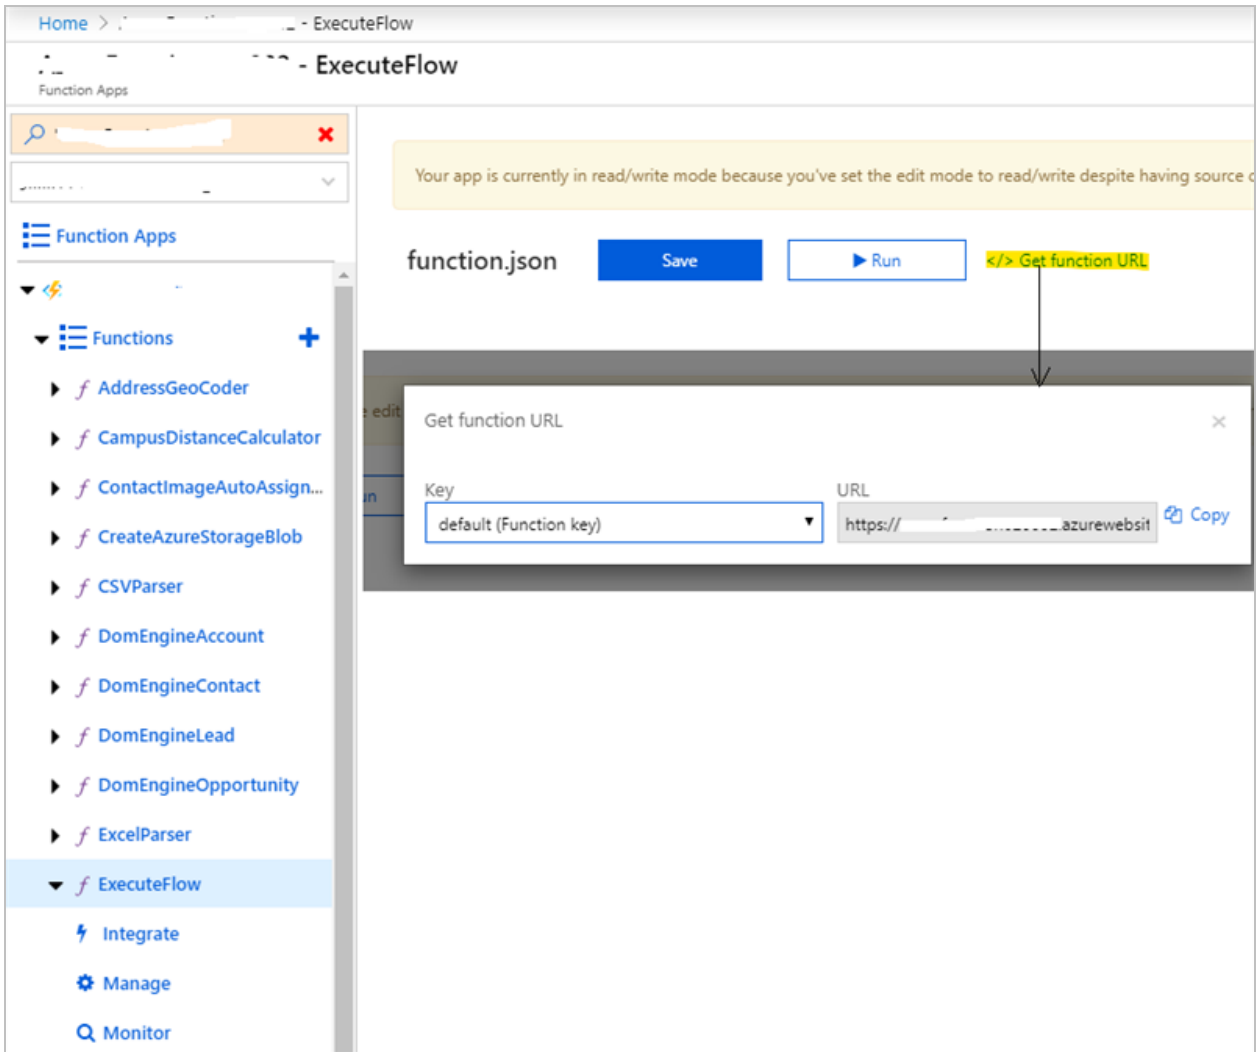 Home > - ExecuteFlow
- ExecuteFlow
Function Apps
Function Apps
Functions
AddressGeoCoder
CampusDistanceCalculator
ContactImageAutoAssign...
CreateAzureStorageBlob
CSVParser
DomEngineAccount
DomEngineContact
DomEngineLead
DomEngineOpportunity
ExcelParser
ExecuteFlow
Integrate
Manage
Monitor
Your app is currently in read/write mode because you've set the edit mode to read/write despite having source
function.json
Save
Run
</> Get function URL
edit
Get function URL
Key
URL
default (Function key)
https:// .azurewebsit
Copy